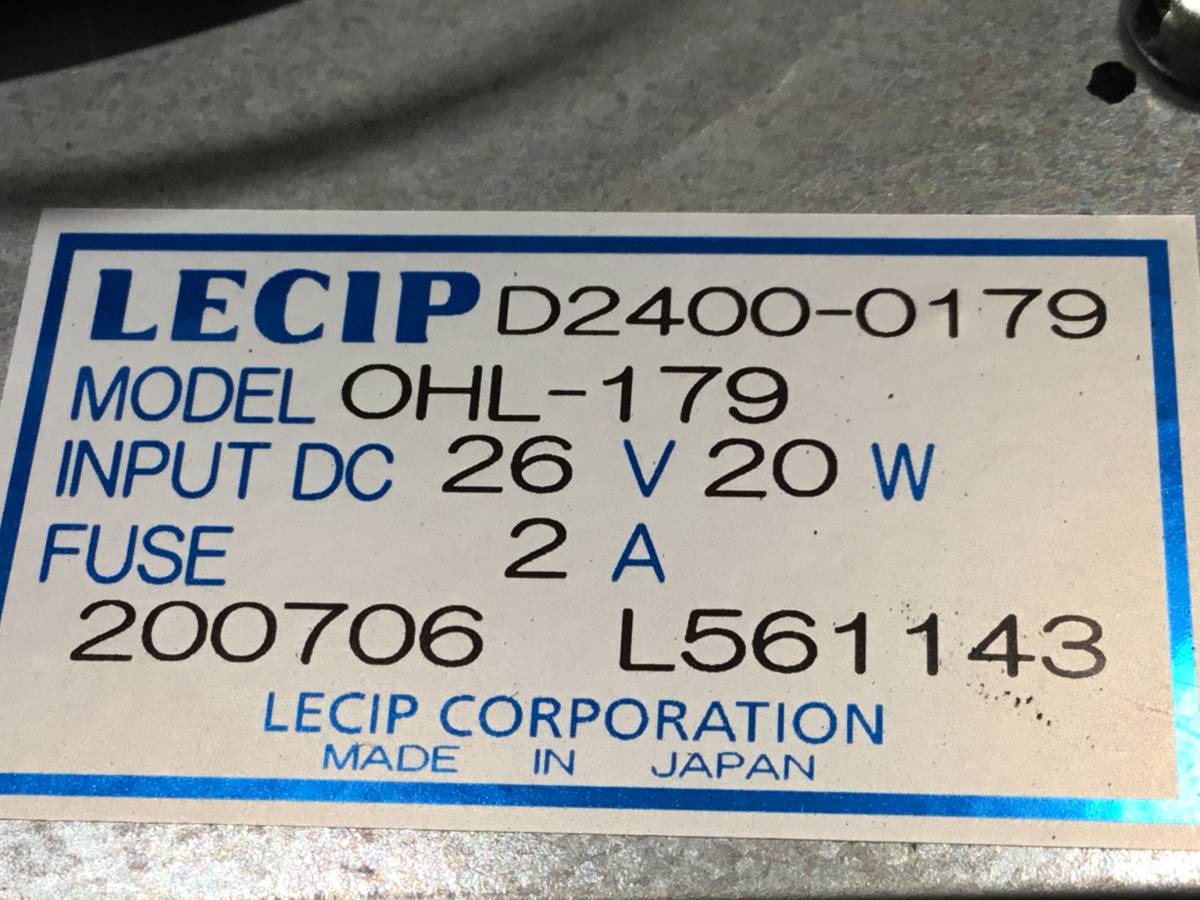 LECIP D2400-0179
MODEL OHL-179
INPUT DC 26 V 20 W
FUSE 2 A
200706 L561143
LECIP CORPORATION
MADE IN JAPAN